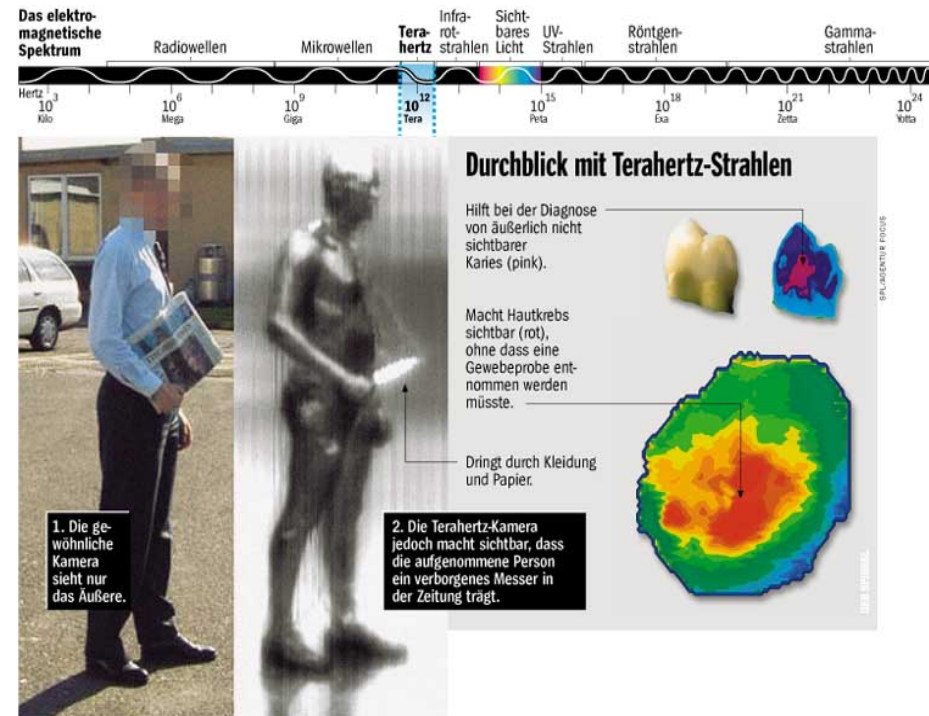 Das elektro-
magnetische
Spektrum
Radiowellen
Mikrowellen
Tera-
hertz
Infra-
rot-
strahlen
Sicht-
bares
Licht
UV-
Strahlen
Röntgen-
strahlen
Gamma-
strahlen
Hertz
10³
Kilo
10⁶
Mega
10⁹
Giga
10¹²
Tera
10¹⁵
Peta
10¹⁸
Exa
10²¹
Zetta
10²⁴
Yotta
Durchblick mit Terahertz-Strahlen
Hilft bei der Diagnose
von äußerlich nicht
sichtbarer
Karies (pink).
Macht Hautkrebs
sichtbar (rot),
ohne dass eine
Gewebeprobe ent-
nommen werden
müsste.
Dringt durch Kleidung
und Papier.
1. Die ge-
wöhnliche
Kamera
sieht nur
das Äußere.
2. Die Terahertz-Kamera
jedoch macht sichtbar, dass
die aufgenommene Person
ein verborgenes Messer in
der Zeitung trägt.
SPL/AGENTUR FOCUS
DER SPIEGEL